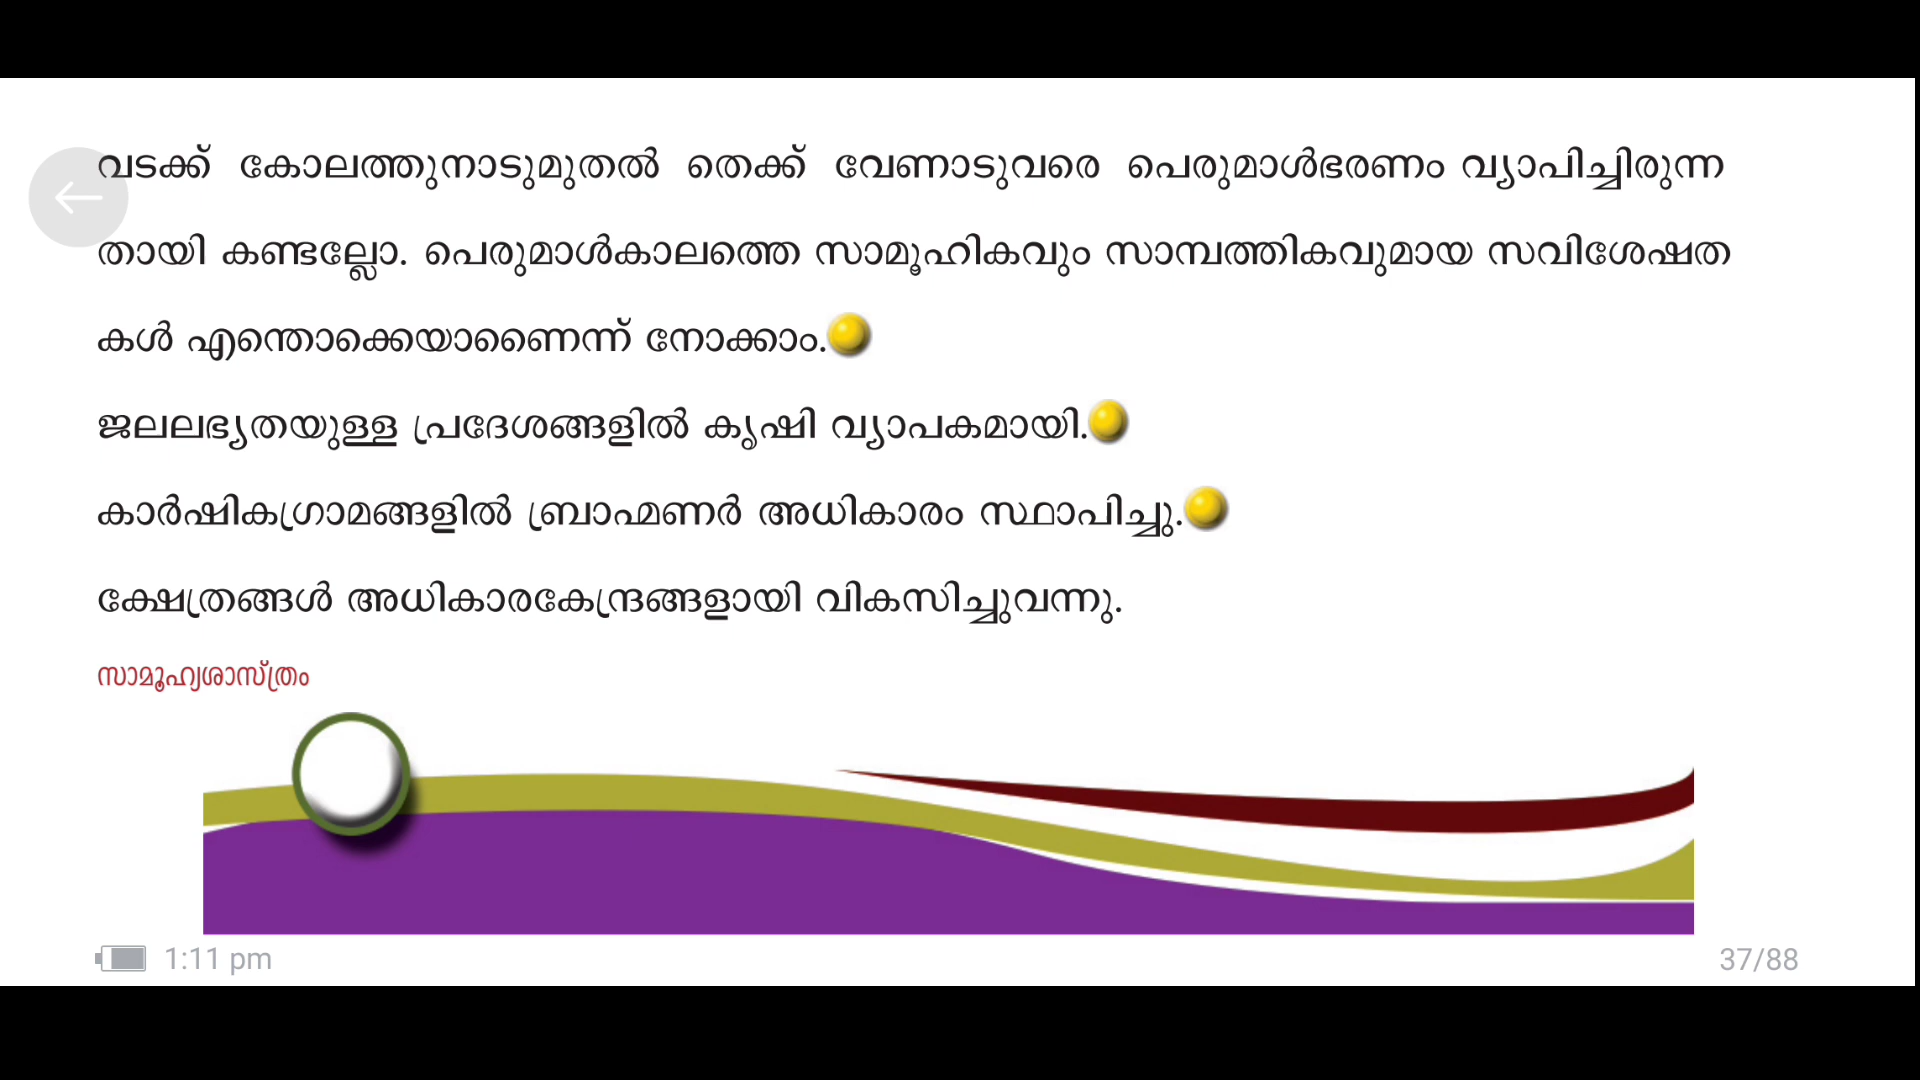 വടക്ക് കോലത്തുനാടുമുതൽ തെക്ക് വേണാടുവരെ പെരുമാൾഭരണം വ്യാപിച്ചിരുന്ന
തായി കണ്ടല്ലോ. പെരുമാൾകാലത്തെ സാമൂഹികവും സാമ്പത്തികവുമായ സവിശേഷത
കൾ എന്തൊക്കെയാണൈന്ന് നോക്കാം.
ജലലഭ്യതയുള്ള പ്രദേശങ്ങളിൽ കൃഷി വ്യാപകമായി.
കാർഷികഗ്രാമങ്ങളിൽ ബ്രാഹ്മണർ അധികാരം സ്ഥാപിച്ചു.
ക്ഷേത്രങ്ങൾ അധികാരകേന്ദ്രങ്ങളായി വികസിച്ചുവന്നു.
സാമൂഹ്യശാസ്ത്രം
1:11 pm
37/88